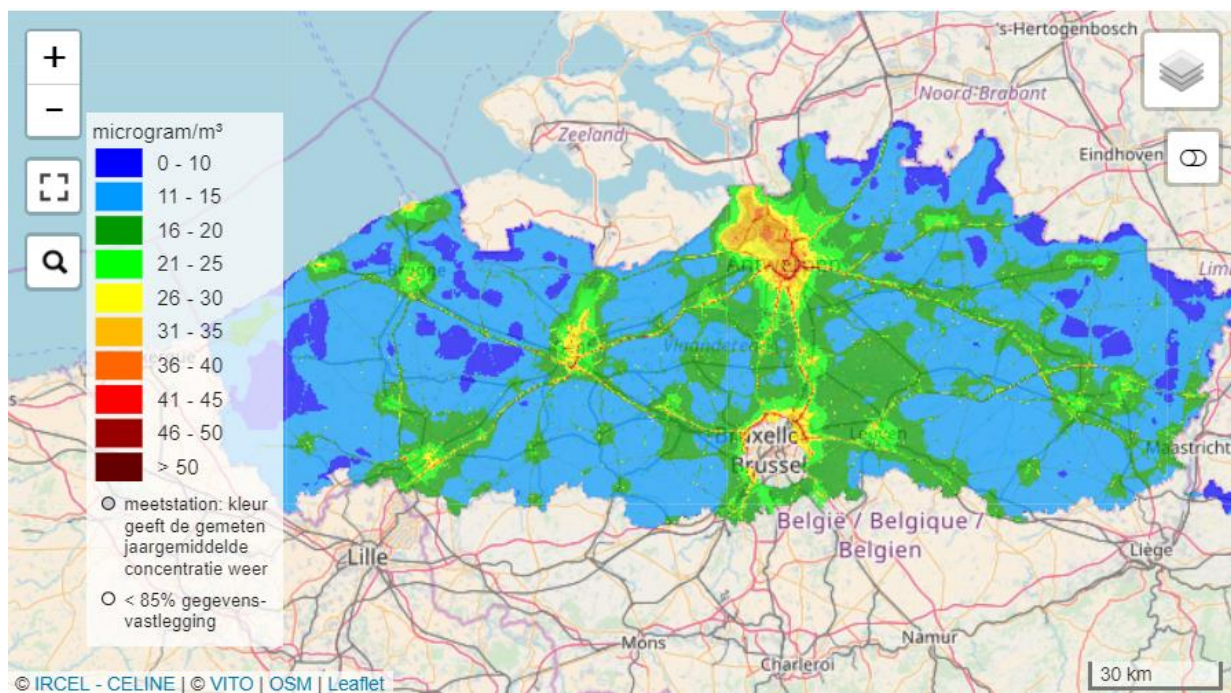 +
−
microgram/m³
0 - 10
11 - 15
16 - 20
21 - 25
26 - 30
31 - 35
36 - 40
41 - 45
46 - 50
> 50
meetstation: kleur
geeft de gemeten
jaargemiddelde
concentratie weer
< 85% gegevens-
vastlegging
's-Hertogenbosch
Noord-Brabant
Zeeland
Eindhoven
Antwerpen
Brugge
Vlaanderen
Leuven
Brussel
Maastricht
België / Belgique /
Belgien
Lille
Liège
Mons
Namur
Charleroi
30 km
© IRCEL - CELINE | © VITO | OSM | Leaflet